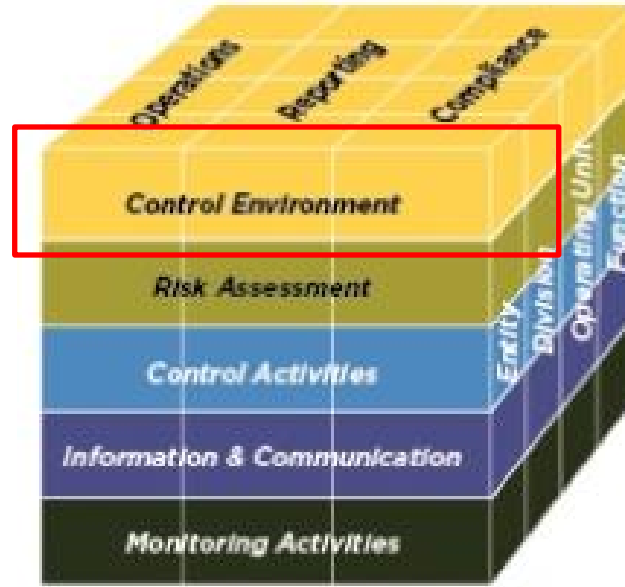 Operations
Reporting
Compliance
Control Environment
Risk Assessment
Control Activities
Information & Communication
Monitoring Activities
Entity
Division
Operating Unit
Function